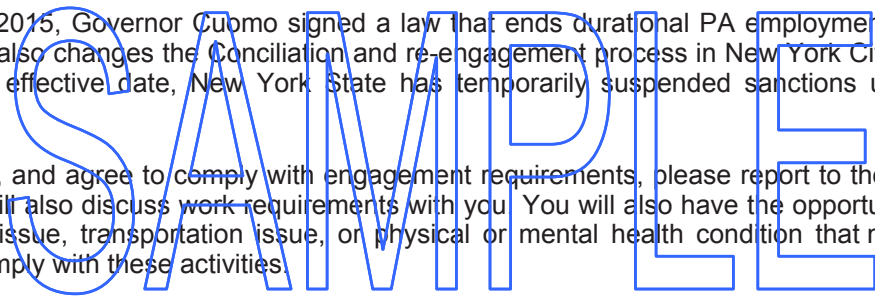 2015, Governor Cuomo signed a law that ends durational PA employmen
also changes the Conciliation and re-engagement process in New York Ci
effective date, New York State has temporarily suspended sanctions u
, and agree to comply with engagement requirements, please report to the
ill also discuss work requirements with you. You will also have the opportu
issue, transportation issue, or physical or mental health condition that
mply with these activities.
SAMPLE